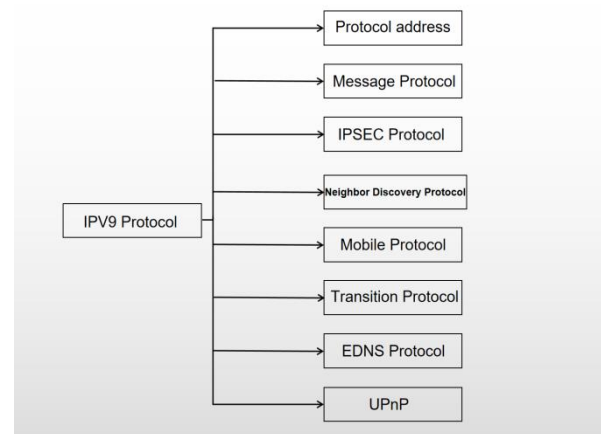 Protocol address
Message Protocol
IPSEC Protocol
Neighbor Discovery Protocol
IPV9 Protocol
Mobile Protocol
Transition Protocol
EDNS Protocol
UPnP